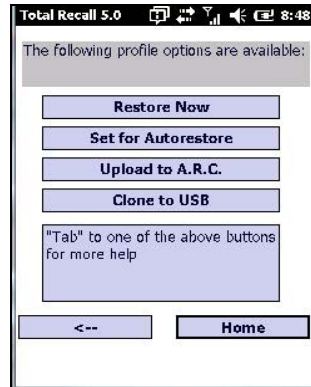 Total Recall 5.0 8:48
The following profile options are available:
Restore Now
Set for Autorestore
Upload to A.R.C.
Clone to USB
"Tab" to one of the above buttons
for more help
<-- Home